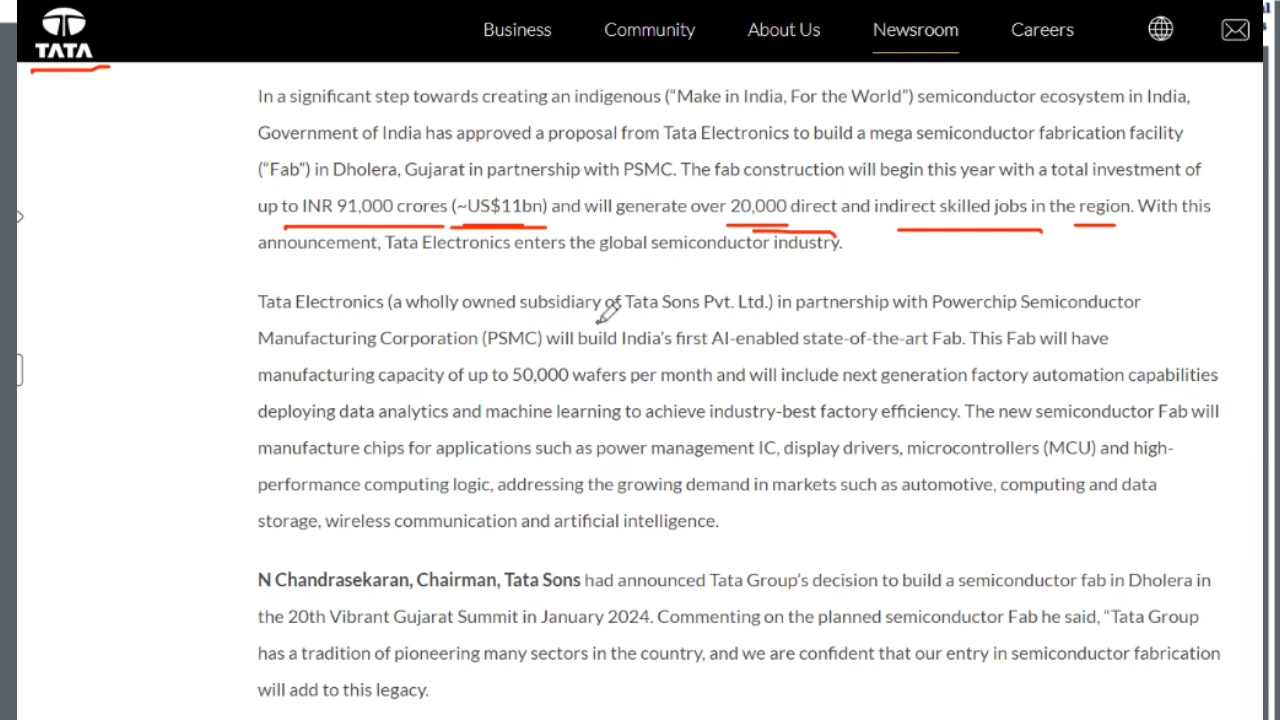 TATA
Business
Community
About Us
Newsroom
Careers
In a significant step towards creating an indigenous (“Make in India, For the World”) semiconductor ecosystem in India,
Government of India has approved a proposal from Tata Electronics to build a mega semiconductor fabrication facility
(“Fab”) in Dholera, Gujarat in partnership with PSMC. The fab construction will begin this year with a total investment of
up to INR 91,000 crores (~US$11bn) and will generate over 20,000 direct and indirect skilled jobs in the region. With this
announcement, Tata Electronics enters the global semiconductor industry.
Tata Electronics (a wholly owned subsidiary of Tata Sons Pvt. Ltd.) in partnership with Powerchip Semiconductor
Manufacturing Corporation (PSMC) will build India’s first AI-enabled state-of-the-art Fab. This Fab will have
manufacturing capacity of up to 50,000 wafers per month and will include next generation factory automation capabilities
deploying data analytics and machine learning to achieve industry-best factory efficiency. The new semiconductor Fab will
manufacture chips for applications such as power management IC, display drivers, microcontrollers (MCU) and high-
performance computing logic, addressing the growing demand in markets such as automotive, computing and data
storage, wireless communication and artificial intelligence.
N Chandrasekaran, Chairman, Tata Sons had announced Tata Group’s decision to build a semiconductor fab in Dholera in
the 20th Vibrant Gujarat Summit in January 2024. Commenting on the planned semiconductor Fab he said, “Tata Group
has a tradition of pioneering many sectors in the country, and we are confident that our entry in semiconductor fabrication
will add to this legacy.